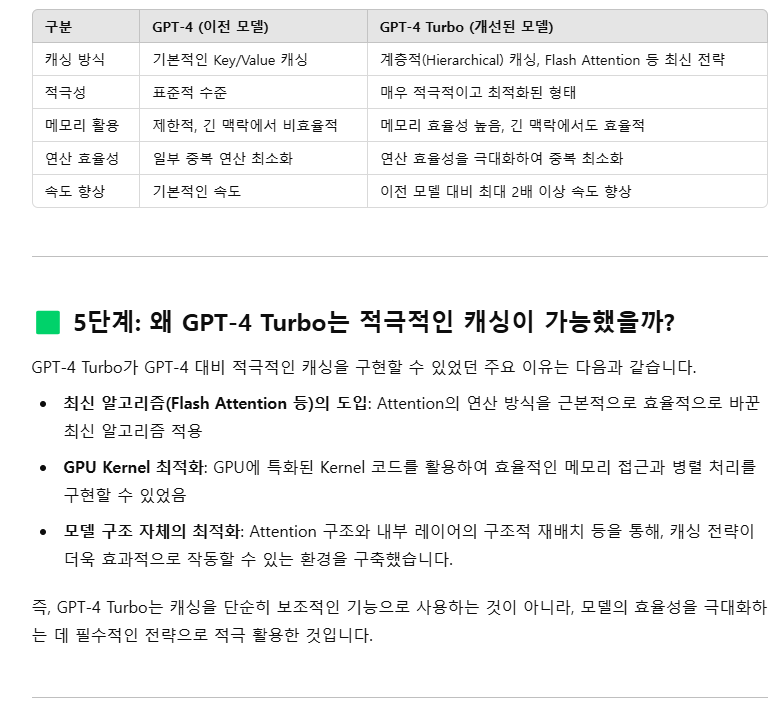 구분 GPT-4 (이전 모델) GPT-4 Turbo (개선된 모델)
캐싱 방식 기본적인 Key/Value 캐싱 계층적(Hierarchical) 캐싱, Flash Attention 등 최신 전략
적극성 표준적 수준 매우 적극적이고 최적화된 형태
메모리 활용 제한적, 긴 맥락에서 비효율적 메모리 효율성 높음, 긴 맥락에서도 효율적
연산 효율성 일부 중복 연산 최소화 연산 효율성을 극대화하여 중복 최소화
속도 향상 기본적인 속도 이전 모델 대비 최대 2배 이상 속도 향상
5단계: 왜 GPT-4 Turbo는 적극적인 캐싱이 가능했을까?
GPT-4 Turbo가 GPT-4 대비 적극적인 캐싱을 구현할 수 있었던 주요 이유는 다음과 같습니다.
• 최신 알고리즘(Flash Attention 등)의 도입: Attention의 연산 방식을 근본적으로 효율적으로 바꾼
최신 알고리즘 적용
• GPU Kernel 최적화: GPU에 특화된 Kernel 코드를 활용하여 효율적인 메모리 접근과 병렬 처리를
구현할 수 있었음
• 모델 구조 자체의 최적화: Attention 구조와 내부 레이어의 구조적 재배치 등을 통해, 캐싱 전략이
더욱 효과적으로 작동할 수 있는 환경을 구축했습니다.
즉, GPT-4 Turbo는 캐싱을 단순히 보조적인 기능으로 사용하는 것이 아니라, 모델의 효율성을 극대화하
는 데 필수적인 전략으로 적극 활용한 것입니다.